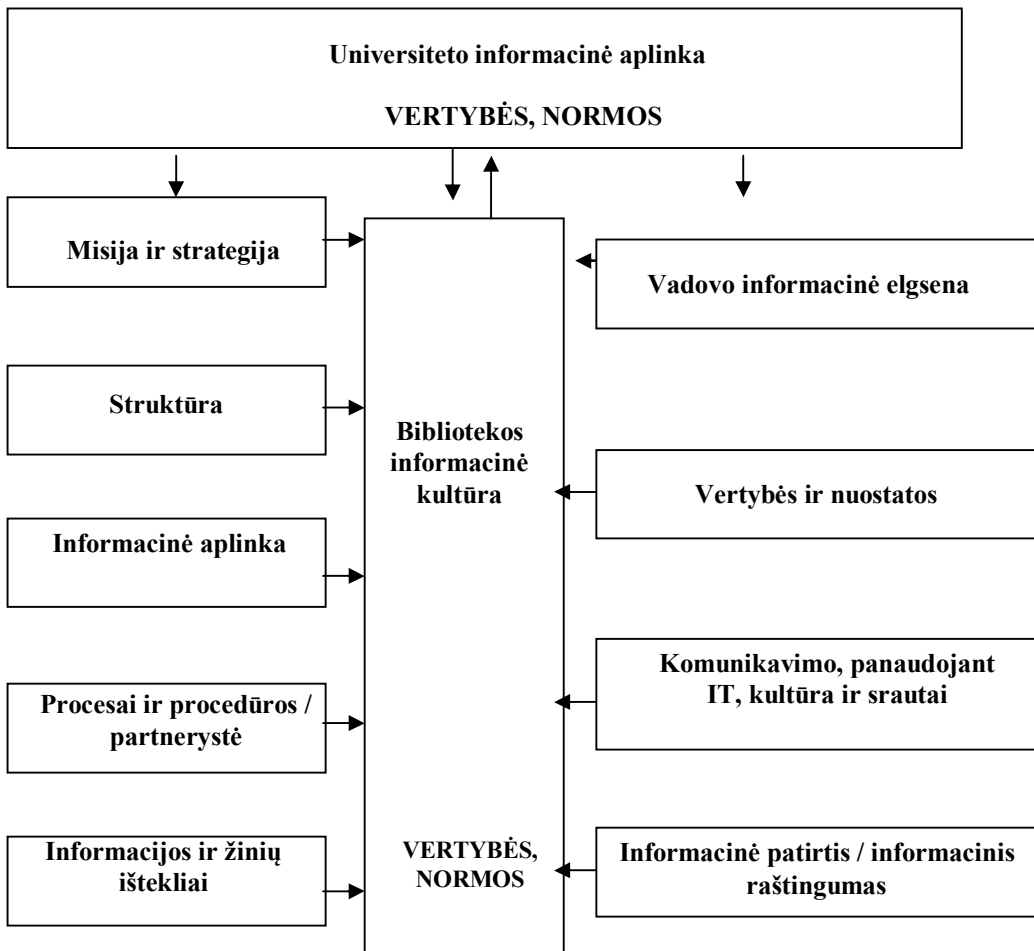 Universiteto informacinė aplinka
VERTYBĖS, NORMOS
Misija ir strategija
Vadovo informacinė elgsena
Struktūra
Bibliotekos
informacinė
kultūra
Vertybės ir nuostatos
Informacinė aplinka
Komunikavimo, panaudojant
IT, kultūra ir srautai
Procesai ir procedūros /
partnerystė
Informacijos ir žinių
ištekliai
VERTYBĖS,
NORMOS
Informacinė patirtis / informacinis
raštingumas